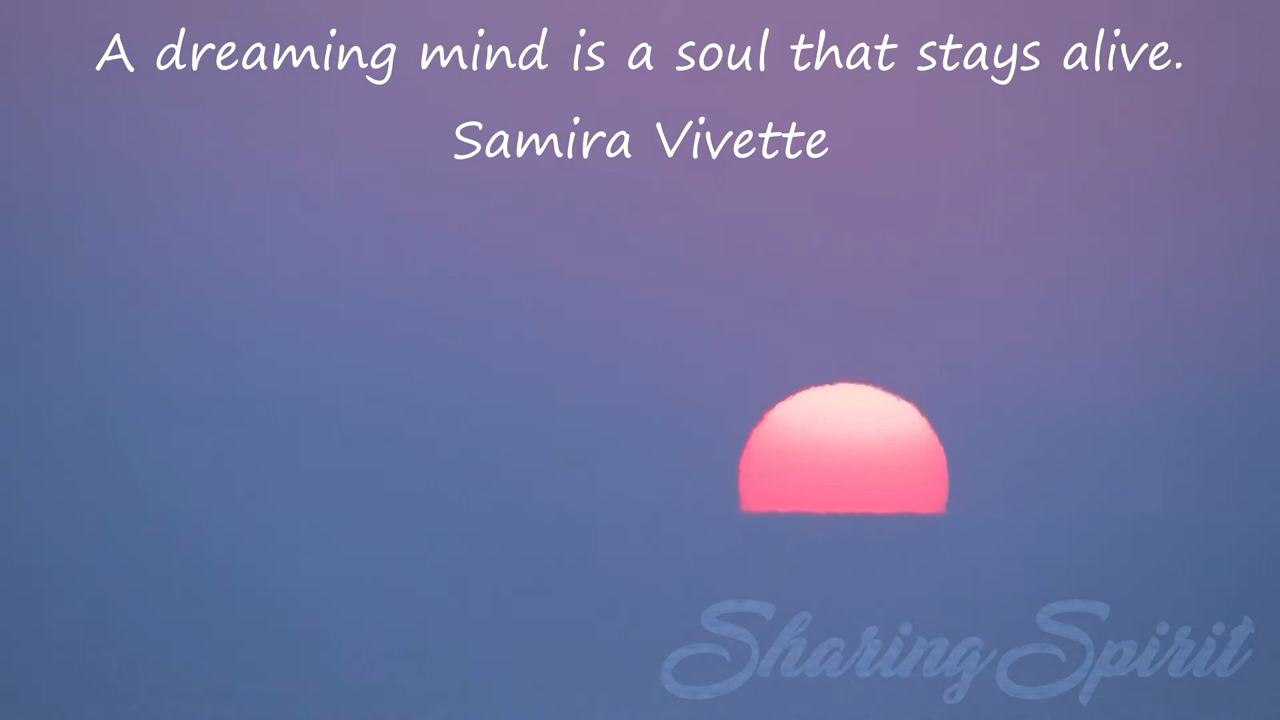 A dreaming mind is a soul that stays alive.
Samira Vivette
SharingSpirit